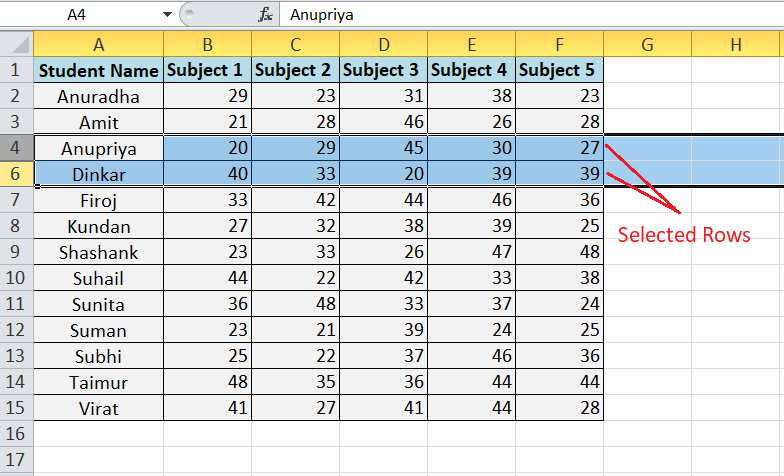 A4 fx Anupriya
A B C D E F G H
1 Student Name Subject 1 Subject 2 Subject 3 Subject 4 Subject 5
2 Anuradha 29 23 31 38 23
3 Amit 21 28 46 26 28
4 Anupriya 20 29 45 30 27
6 Dinkar 40 33 20 39 39
7 Firoj 33 42 44 46 36
Selected Rows
8 Kundan 27 32 38 39 25
9 Shashank 23 33 26 47 48
10 Suhail 44 22 42 33 38
11 Sunita 36 48 33 37 24
12 Suman 23 21 39 24 25
13 Subhi 25 22 37 46 36
14 Taimur 48 35 36 44 44
15 Virat 41 27 41 44 28
16
17